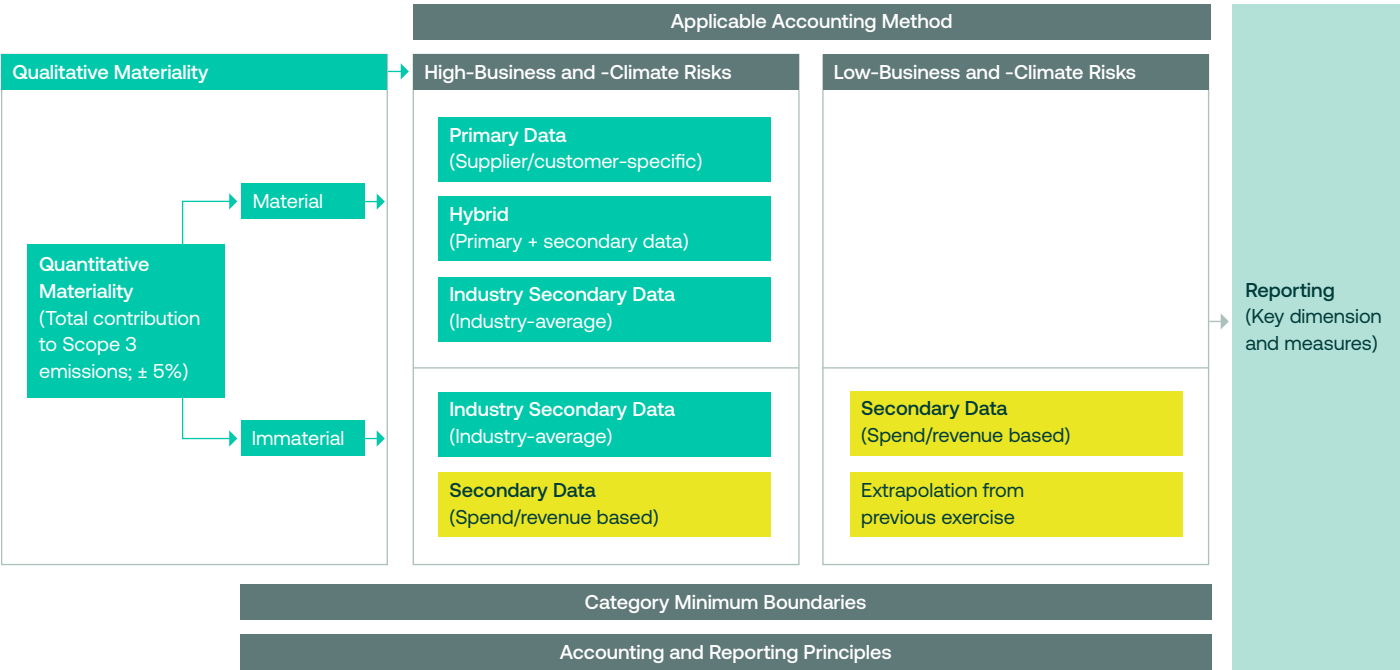 Applicable Accounting Method
Qualitative Materiality
High-Business and -Climate Risks
Low-Business and -Climate Risks
Primary Data
(Supplier/customer-specific)
Material
Hybrid
(Primary + secondary data)
Quantitative
Materiality
(Total contribution
to Scope 3
emissions; ± 5%)
Industry Secondary Data
(Industry-average)
Reporting
(Key dimension
and measures)
Immaterial
Industry Secondary Data
(Industry-average)
Secondary Data
(Spend/revenue based)
Secondary Data
(Spend/revenue based)
Extrapolation from
previous exercise
Category Minimum Boundaries
Accounting and Reporting Principles